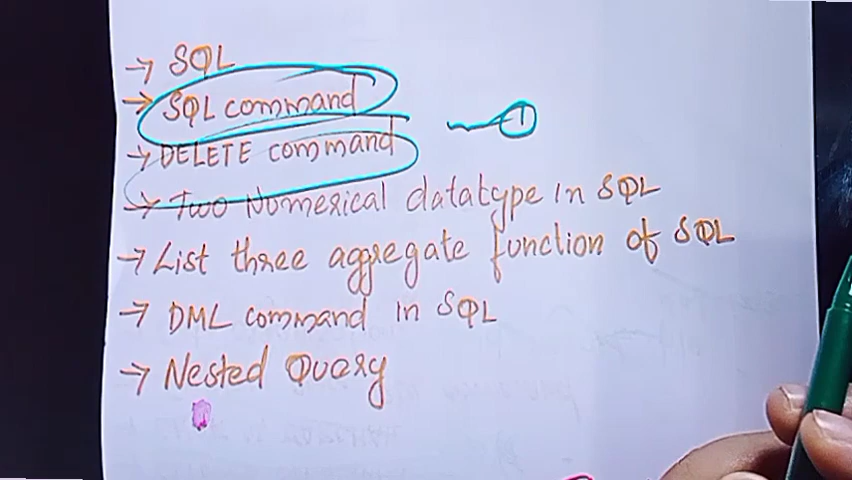 → SQL
→ SQL command
→ DELETE command
→ Two Numerical datatype in SQL
→ List three aggregate function of SQL
→ DML command in SQL
→ Nested Query
1